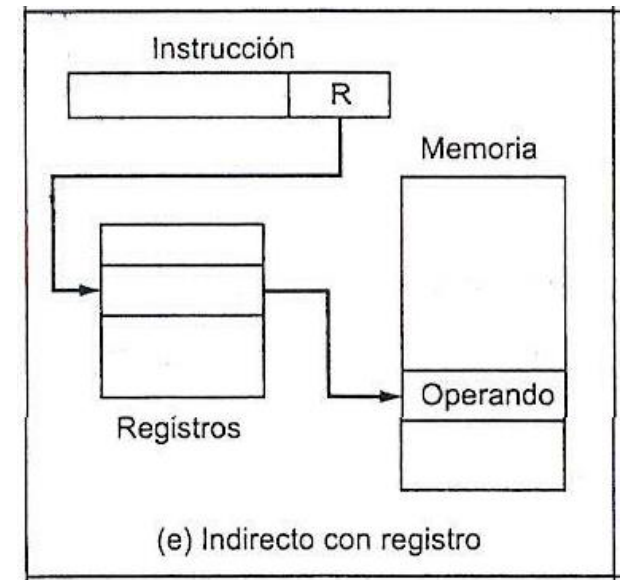 Instrucción
R
Memoria
Operando
Registros
(e) Indirecto con registro